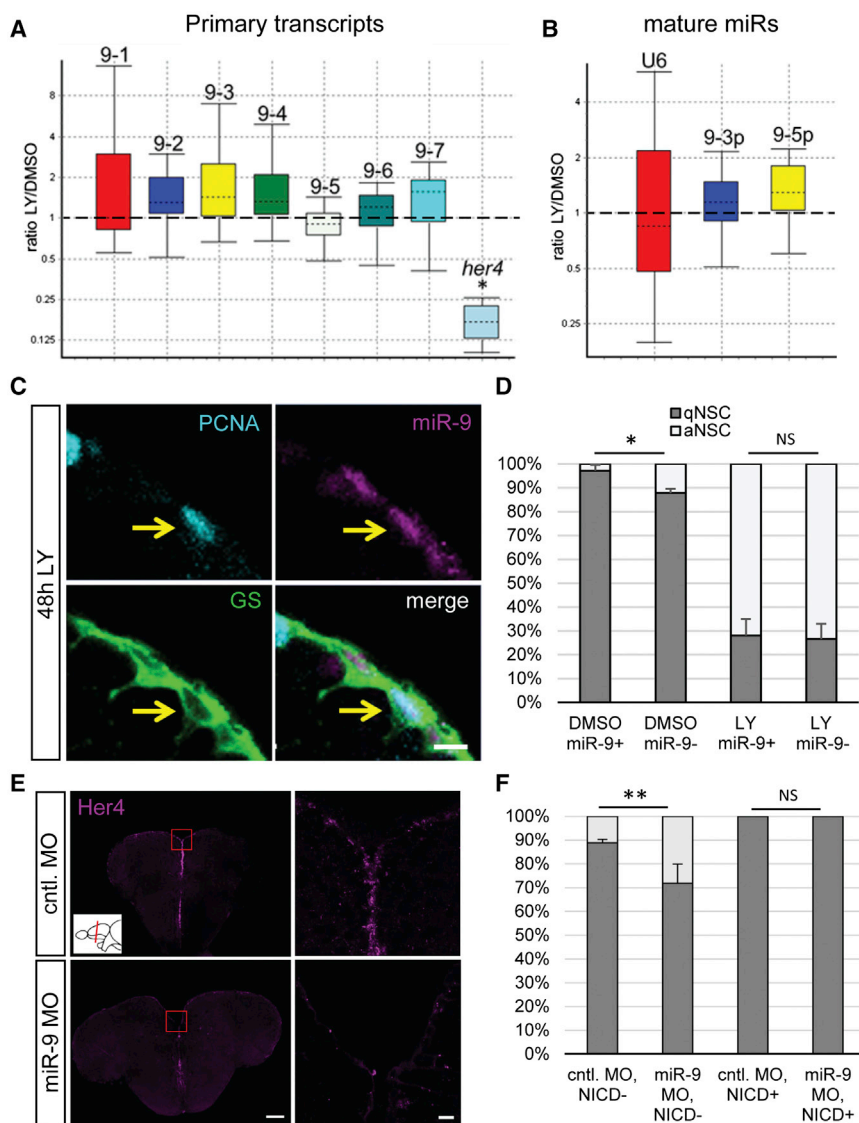 A
Primary transcripts
ratio LY/DMSO
8
4
2
1
0.5
0.25
0.125
9-1
9-2
9-3
9-4
9-5
9-6
9-7
her4
*
B
mature miRs
ratio LY/DMSO
4
2
1
0.5
0.25
U6
9-3p
9-5p
C
48h LY
PCNA
miR-9
GS
merge
D
qNSC
aNSC
*
NS
100%
90%
80%
70%
60%
50%
40%
30%
20%
10%
0%
DMSO miR-9+
DMSO miR-9-
LY miR-9+
LY miR-9-
E
Her4
cntl. MO
miR-9 MO
F
**
NS
100%
90%
80%
70%
60%
50%
40%
30%
20%
10%
0%
cntl. MO, NICD-
miR-9 MO, NICD-
cntl. MO, NICD+
miR-9 MO, NICD+